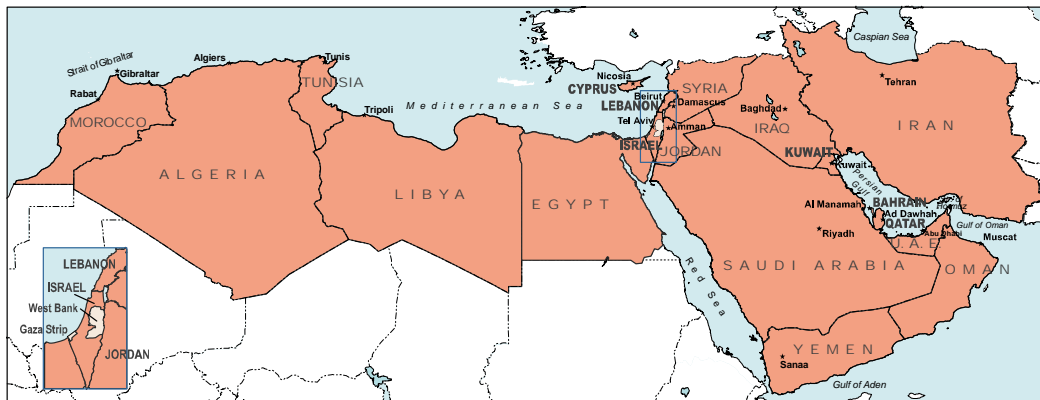 Caspian Sea
Strait of Gibraltar
Algiers
Tunis
Gibraltar
Nicosia
Tehran
TUNISIA
CYPRUS
SYRIA
Rabat
Beirut
Tripoli
Mediterranean Sea
LEBANON
Damascus
Baghdad
MOROCCO
Tel Aviv
Amman
IRAQ
IRAN
ISRAEL
JORDAN
KUWAIT
Kuwait
ALGERIA
Persian
Gulf
LIBYA
EGYPT
Al Manamah
BAHRAIN
Hormuz
Ad Dawhah
QATAR
Gulf of Oman
Riyadh
Abu Dhabi
Muscat
U.A.E.
LEBANON
Red Sea
SAUDI ARABIA
OMAN
ISRAEL
West Bank
Gaza Strip
JORDAN
YEMEN
Sanaa
Gulf of Aden